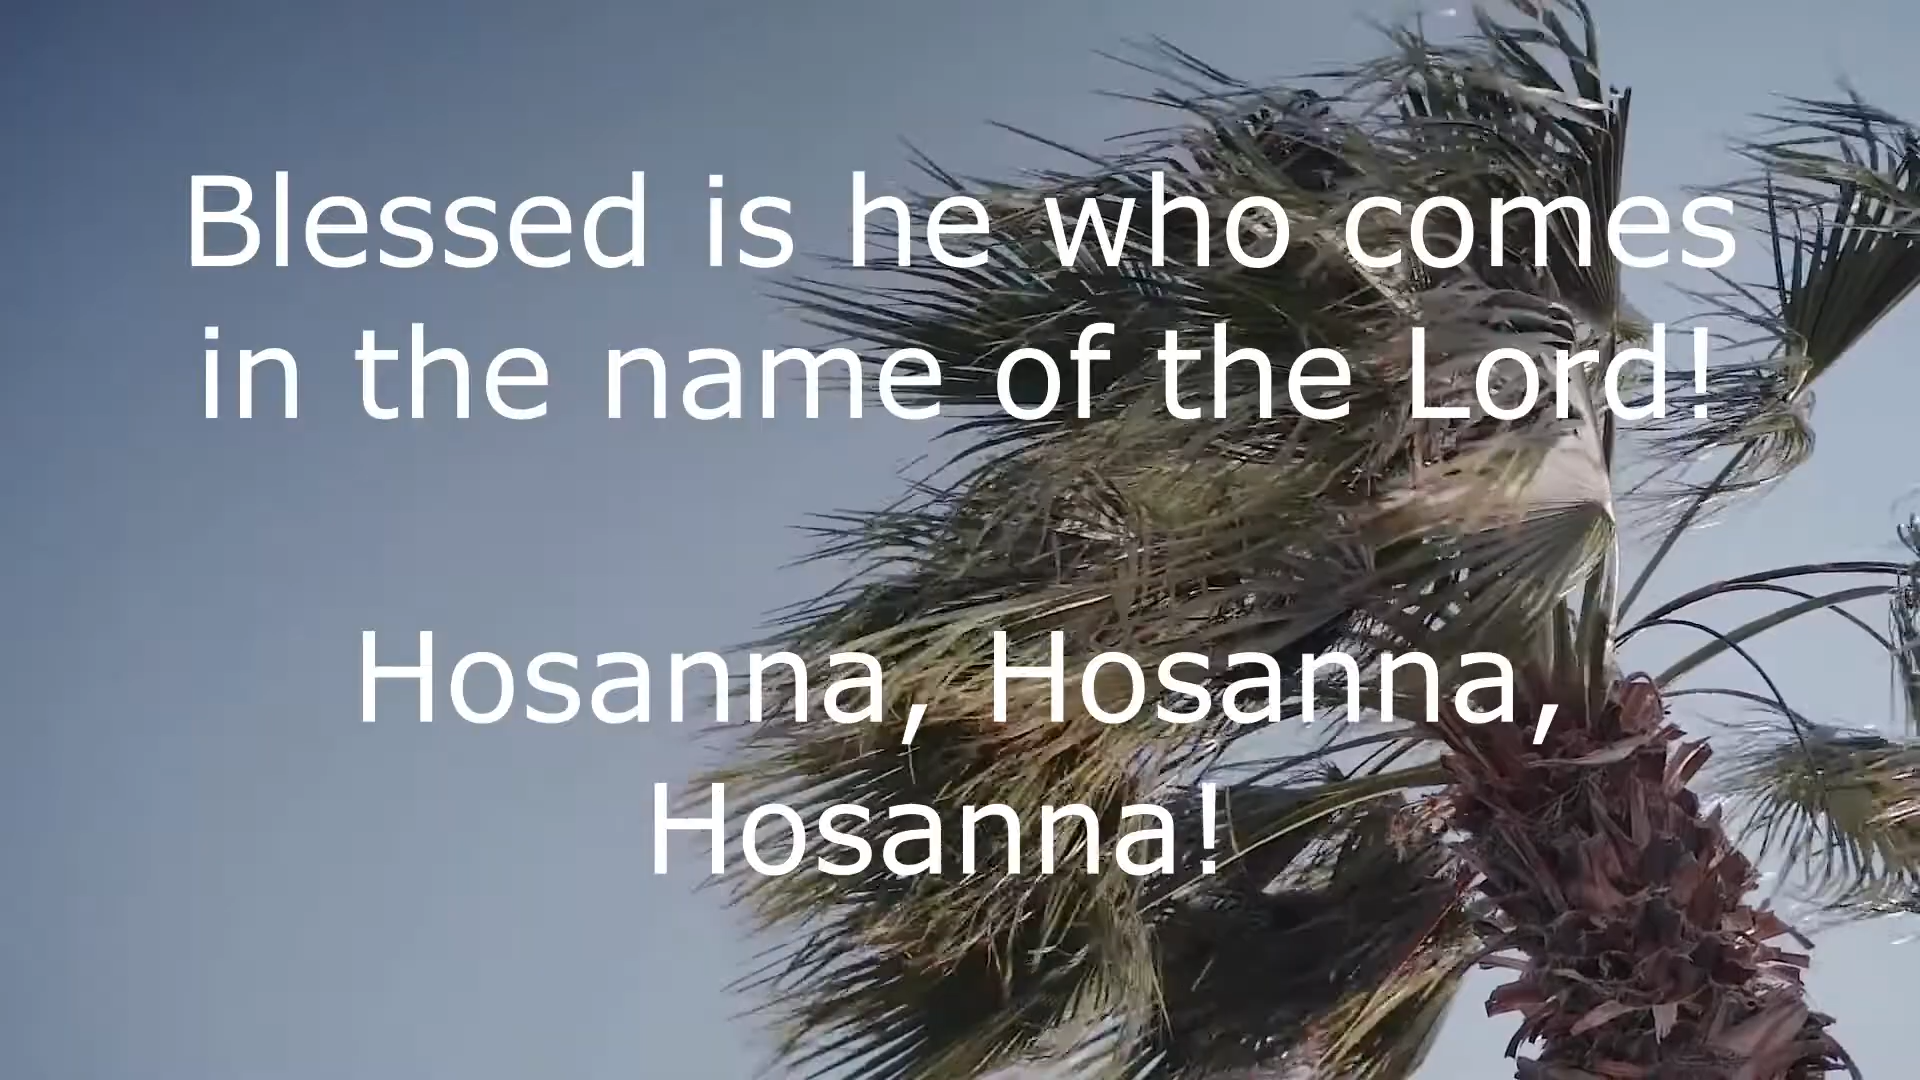 Blessed is he who comes
in the name of the Lord!
Hosanna, Hosanna,
Hosanna!